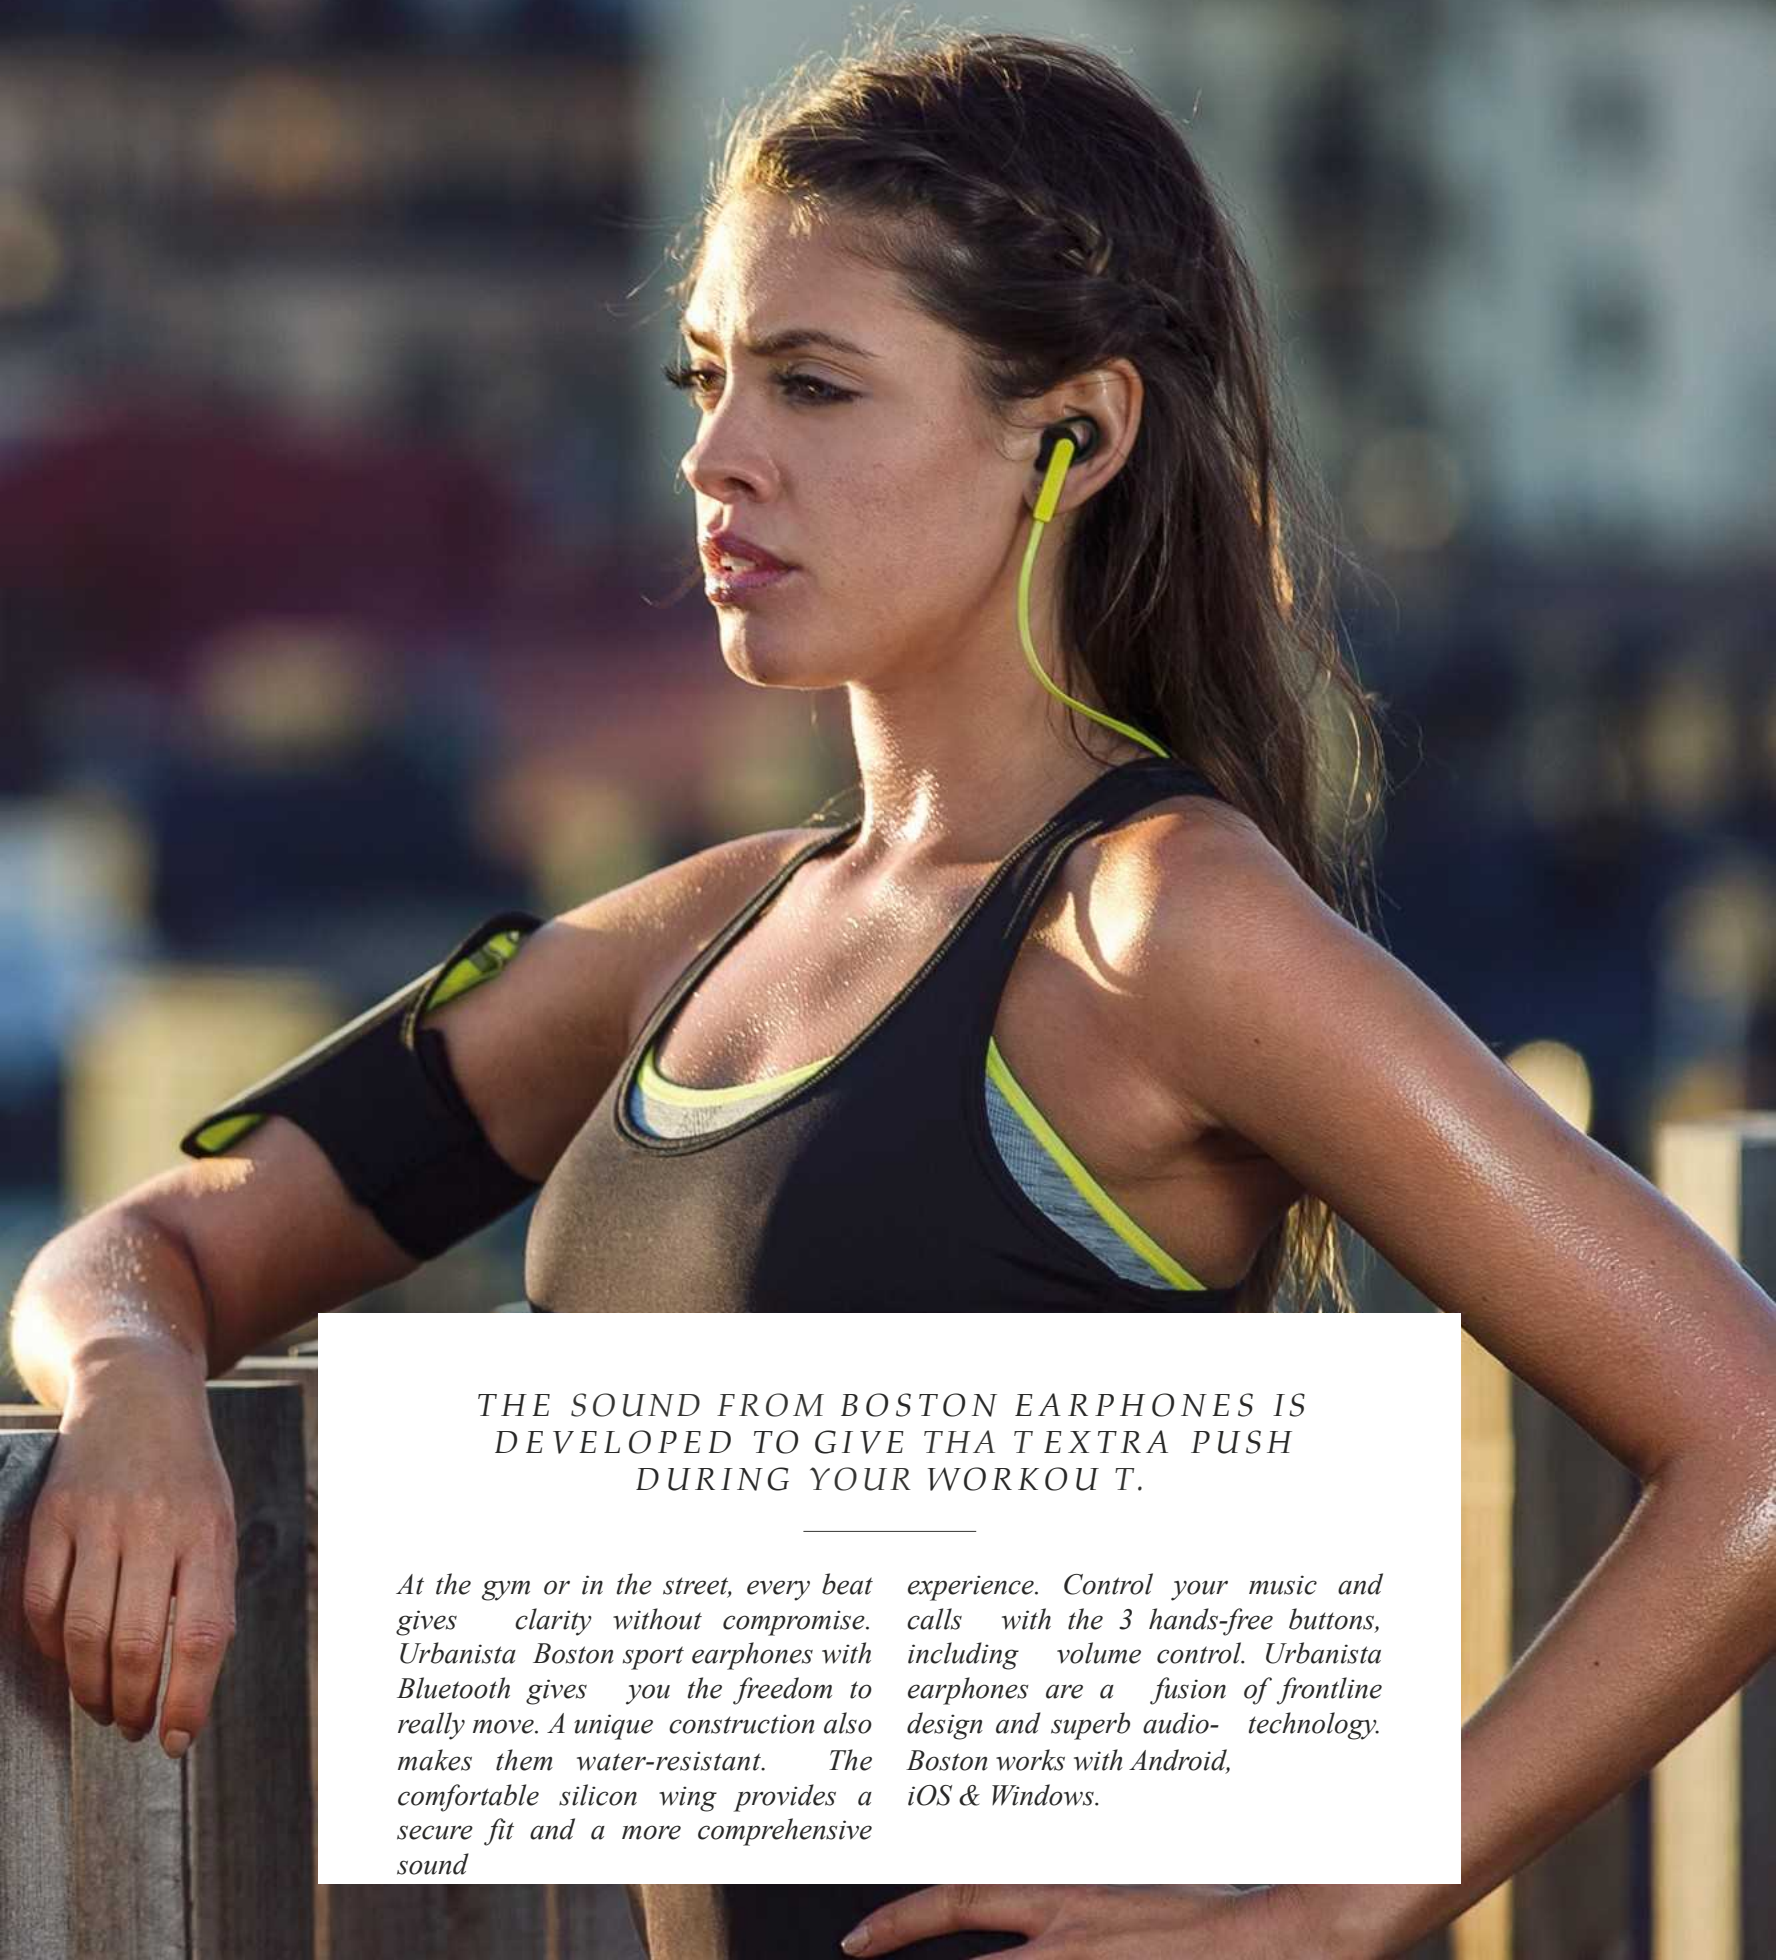 THE SOUND FROM BOSTON EARPHONES IS
DEVELOPED TO GIVE THA T EXTRA PUSH
DURING YOUR WORKOU T.
At the gym or in the street, every beat
gives clarity without compromise.
Urbanista Boston sport earphones with
Bluetooth gives you the freedom to
really move. A unique construction also
makes them water-resistant. The
comfortable silicon wing provides a
secure fit and a more comprehensive
sound
experience. Control your music and
calls with the 3 hands-free buttons,
including volume control. Urbanista
earphones are a fusion of frontline
design and superb audio- technology.
Boston works with Android,
iOS & Windows.